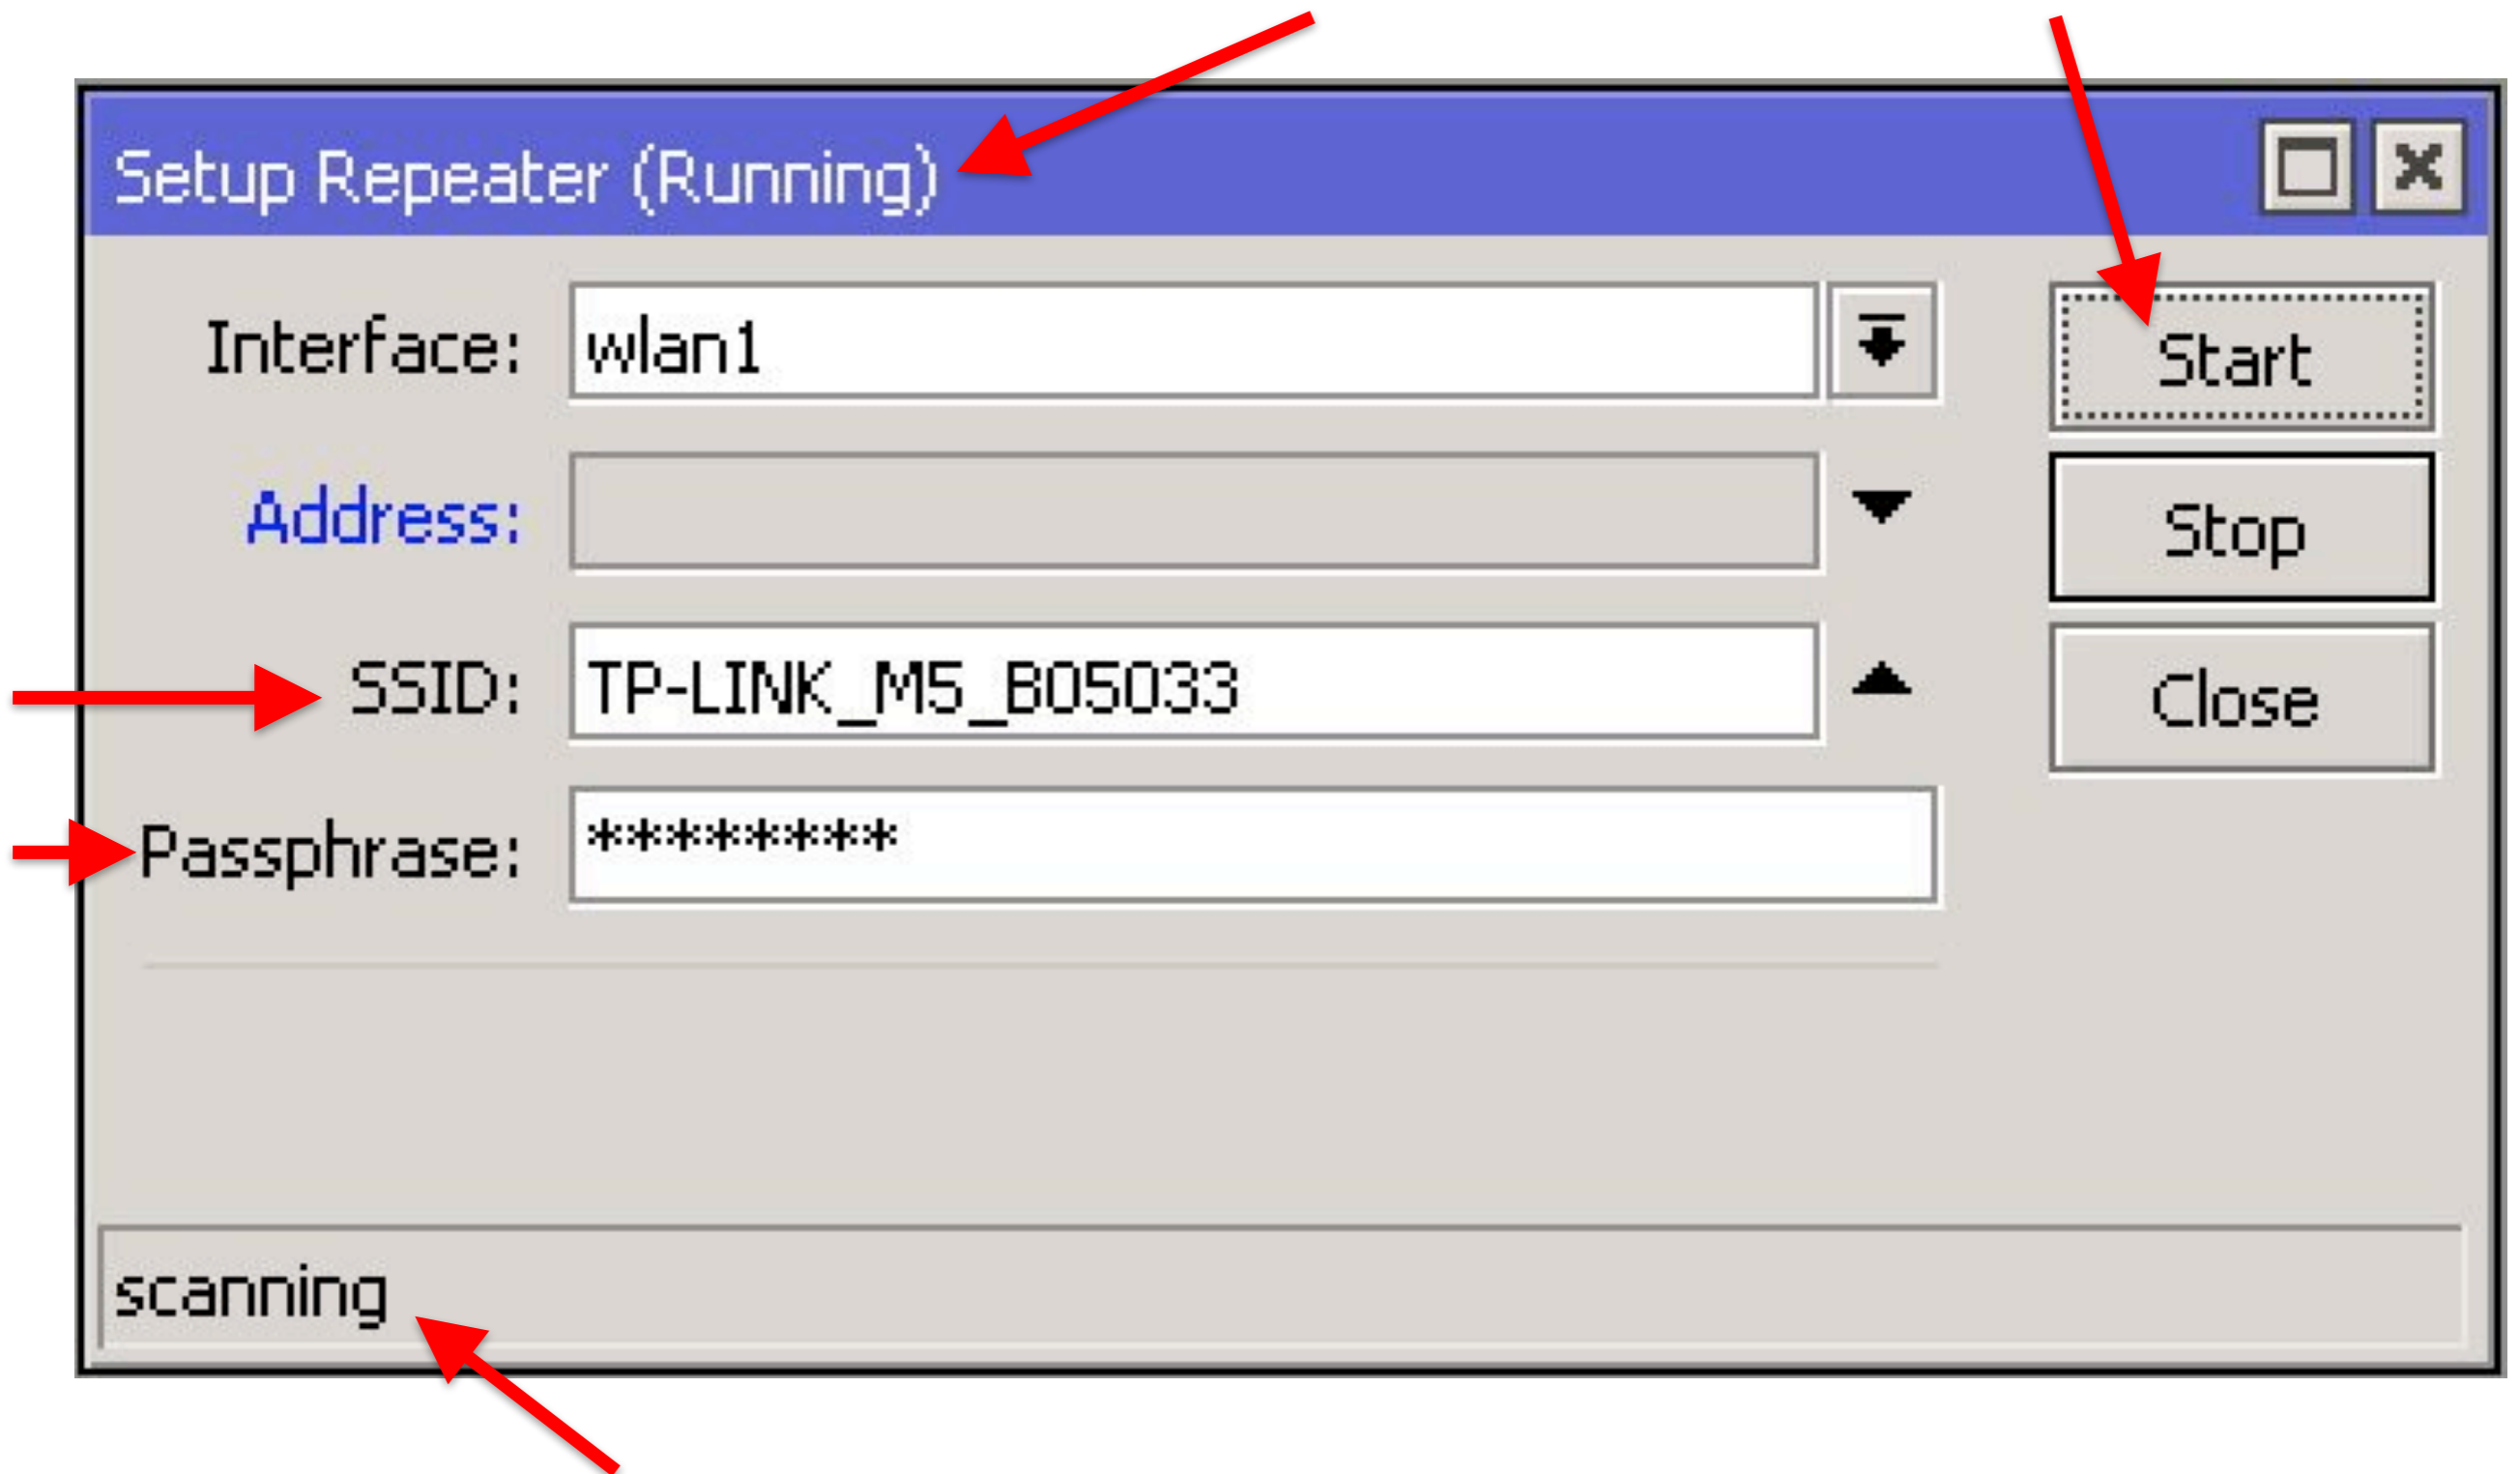 Setup Repeater (Running)
Interface: wlan1
Start
Address:
Stop
SSID: TP-LINK_M5_B05033
Close
Passphrase: ********
scanning